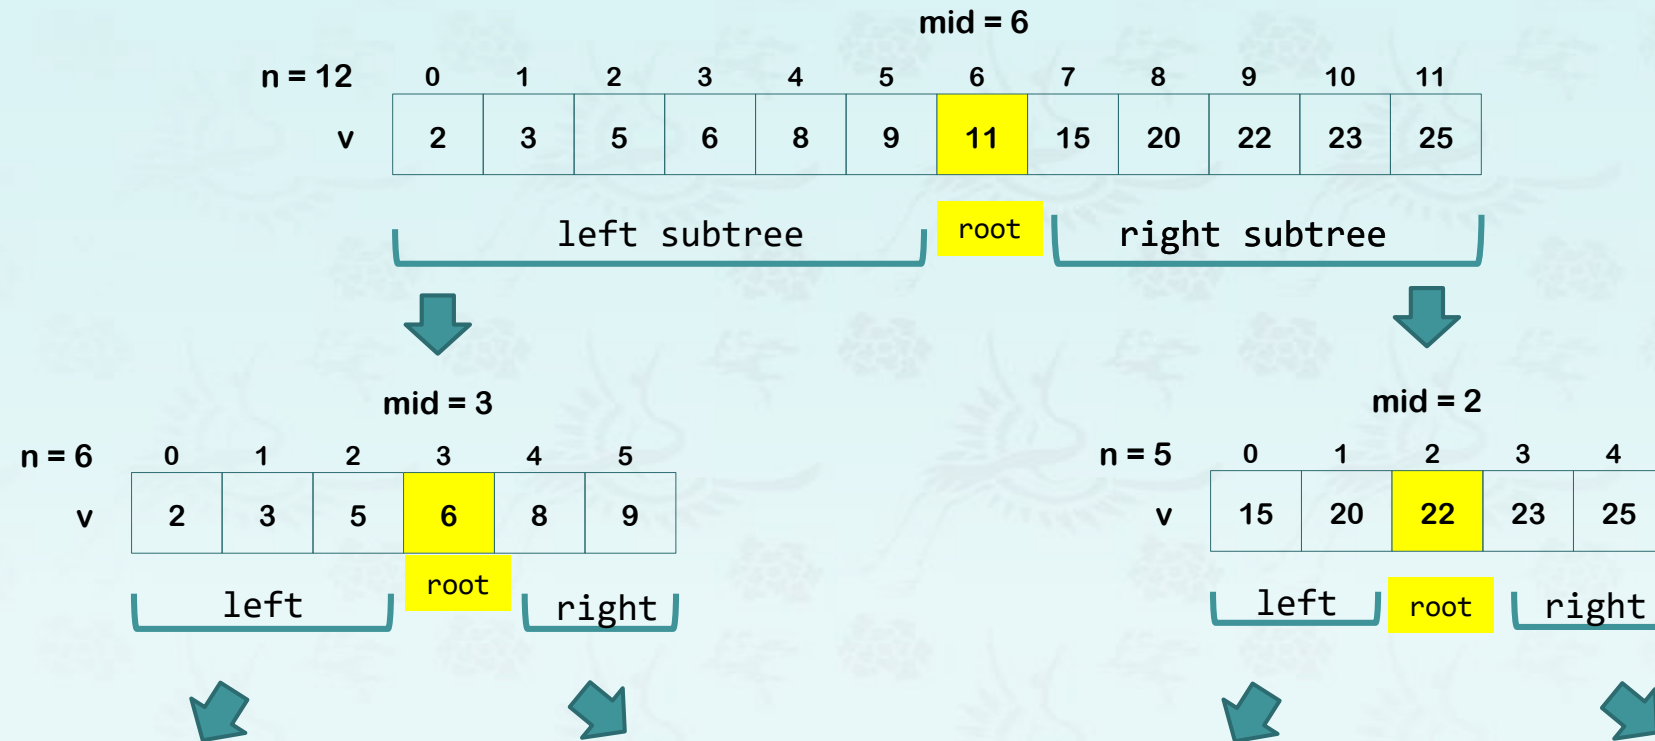 mid = 6
n = 12 0 1 2 3 4 5 6 7 8 9 10 11
v 2 3 5 6 8 9 11 15 20 22 23 25
left subtree root right subtree
mid = 3
n = 6 0 1 2 3 4 5
v 2 3 5 6 8 9
left root right
mid = 2
n = 5 0 1 2 3 4
v 15 20 22 23 25
left root right